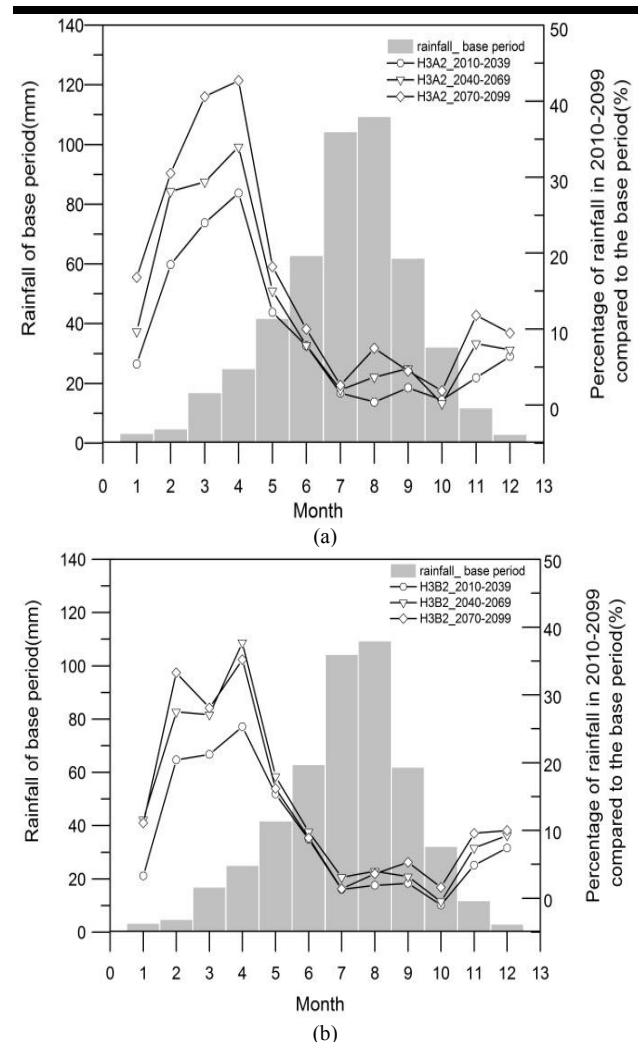 140
120
100
80
60
40
20
0
Rainfall of base period(mm)
rainfall_ base period
H3A2_2010-2039
H3A2_2040-2069
H3A2_2070-2099
50
40
30
20
10
0
Percentage of rainfall in 2010-2099
compared to the base period(%)
0 1 2 3 4 5 6 7 8 9 10 11 12 13
Month
(a)
140
120
100
80
60
40
20
0
Rainfall of base period(mm)
rainfall_ base period
H3B2_2010-2039
H3B2_2040-2069
H3B2_2070-2099
50
40
30
20
10
0
Percentage of rainfall in 2010-2099
compared to the base period(%)
0 1 2 3 4 5 6 7 8 9 10 11 12 13
Month
(b)